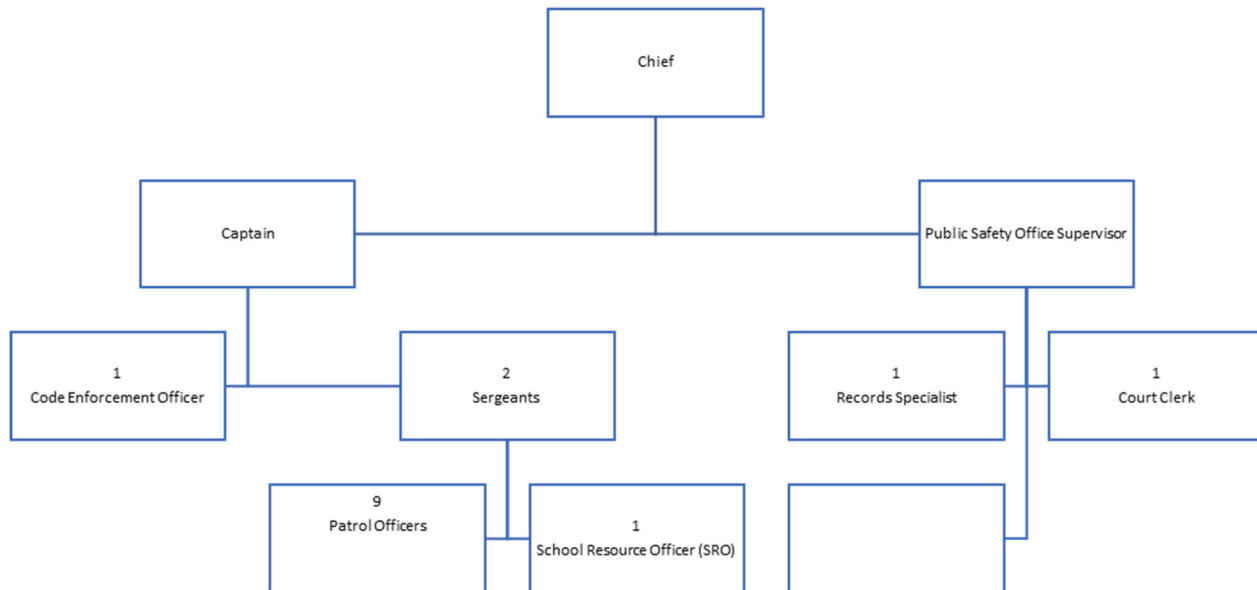 Chief
Captain
Public Safety Office Supervisor
1
Code Enforcement Officer
2
Sergeants
1
Records Specialist
1
Court Clerk
9
Patrol Officers
1
School Resource Officer (SRO)